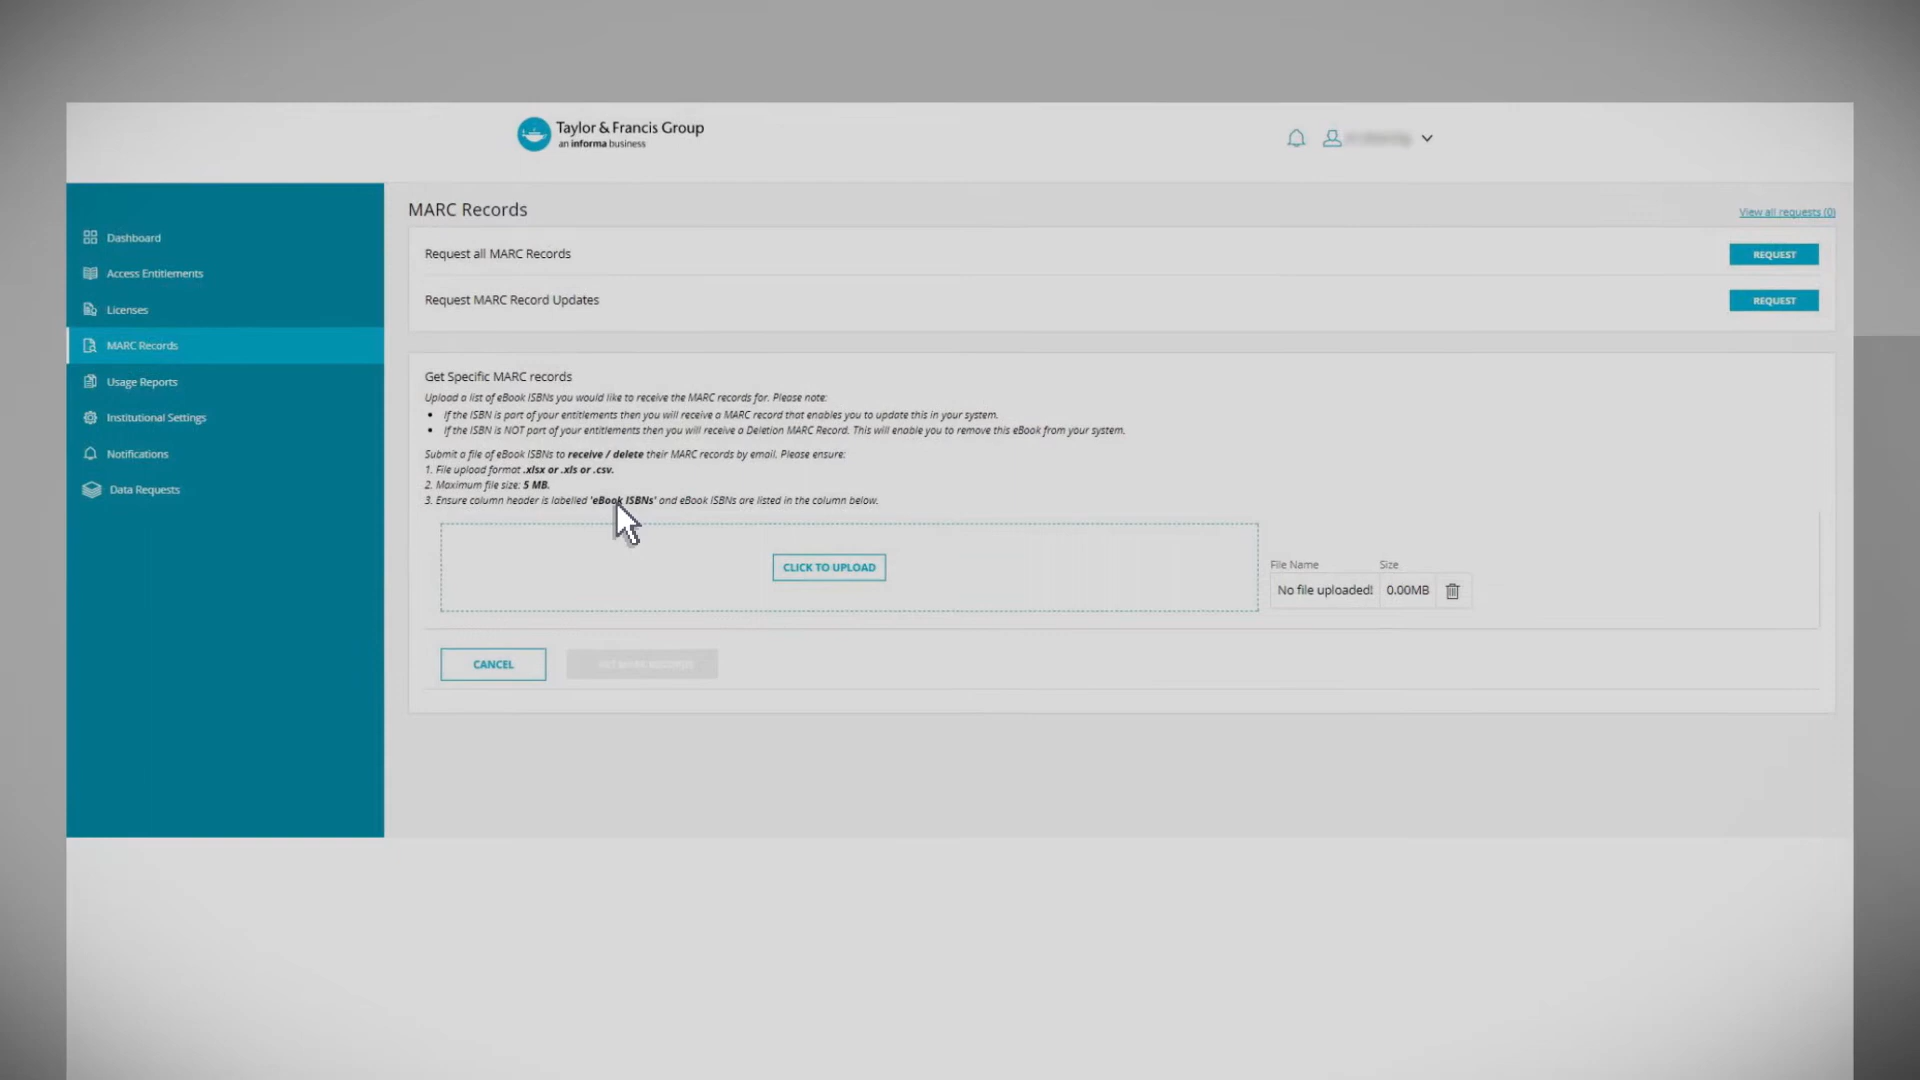 Taylor & Francis Group
an informa business
MARC Records
View all requests (0)
Dashboard
Access Entitlements
Licenses
MARC Records
Usage Reports
Institutional Settings
Notifications
Data Requests
Request all MARC Records
REQUEST
Request MARC Record Updates
REQUEST
Get Specific MARC records
Upload a list of eBook ISBNs you would like to receive the MARC records for. Please note:
• If the ISBN is part of your entitlements then you will receive a MARC record that enables you to update this in your system.
• If the ISBN is NOT part of your entitlements then you will receive a Deletion MARC Record. This will enable you to remove this eBook from your system.
Submit a file of eBook ISBNs to receive / delete their MARC records by email. Please ensure:
1. File upload format .xlsx or .xls or .csv.
2. Maximum file size: 5 MB.
3. Ensure column header is labelled 'eBook ISBNs' and eBook ISBNs are listed in the column below.
CLICK TO UPLOAD
File Name Size
No file uploaded! 0.00MB
CANCEL
GET MARC RECORDS